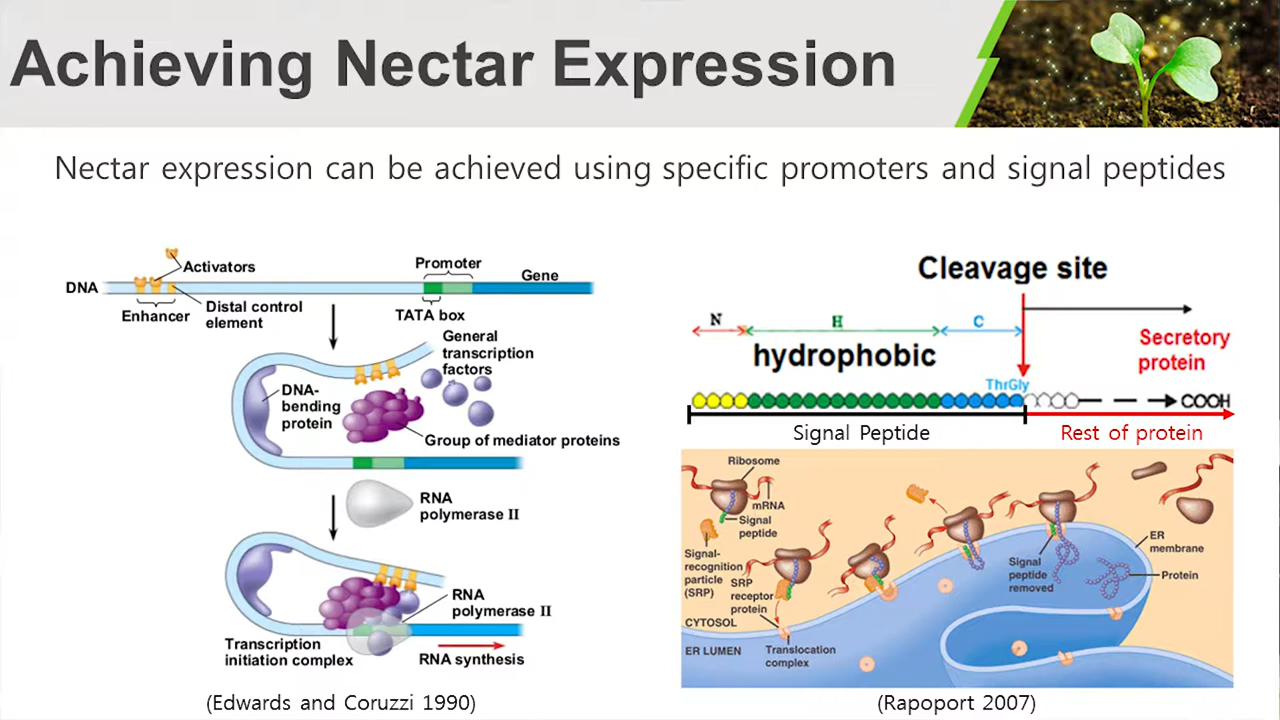 Achieving Nectar Expression
Nectar expression can be achieved using specific promoters and signal peptides
Activators
Promoter
Gene
DNA
Enhancer
Distal control
element
TATA box
General
transcription
factors
DNA-
bending
protein
Group of mediator proteins
RNA
polymerase II
RNA
polymerase II
Transcription
initiation complex
RNA synthesis
(Edwards and Coruzzi 1990)
Cleavage site
N
H
C
hydrophobic
Secretory
protein
ThrGly
COOH
Signal Peptide
Rest of protein
Ribosome
mRNA
Signal
peptide
Signal-
recognition
particle
(SRP)
SRP
receptor
protein
CYTOSOL
ER LUMEN
Translocation
complex
Signal
peptide
removed
ER
membrane
Protein
(Rapoport 2007)